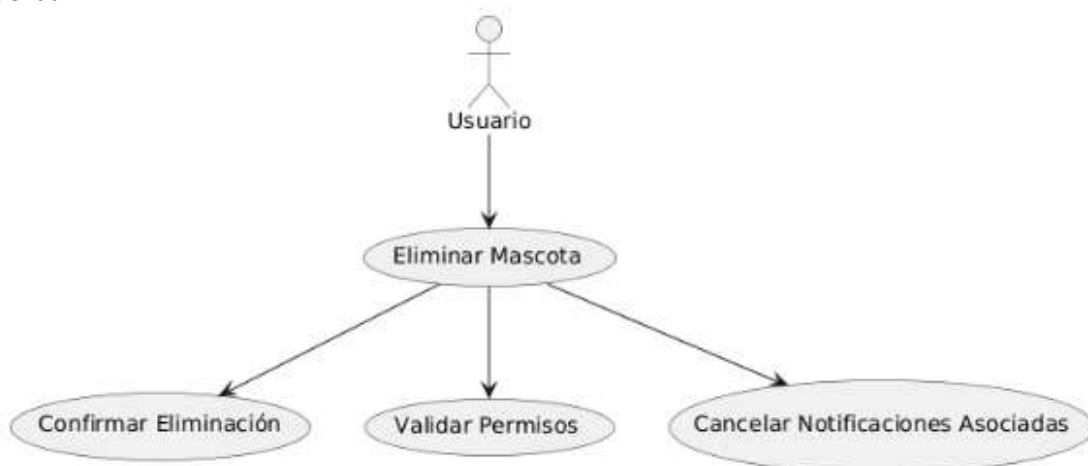 Usuario
Eliminar Mascota
Confirmar Eliminación
Validar Permisos
Cancelar Notificaciones Asociadas